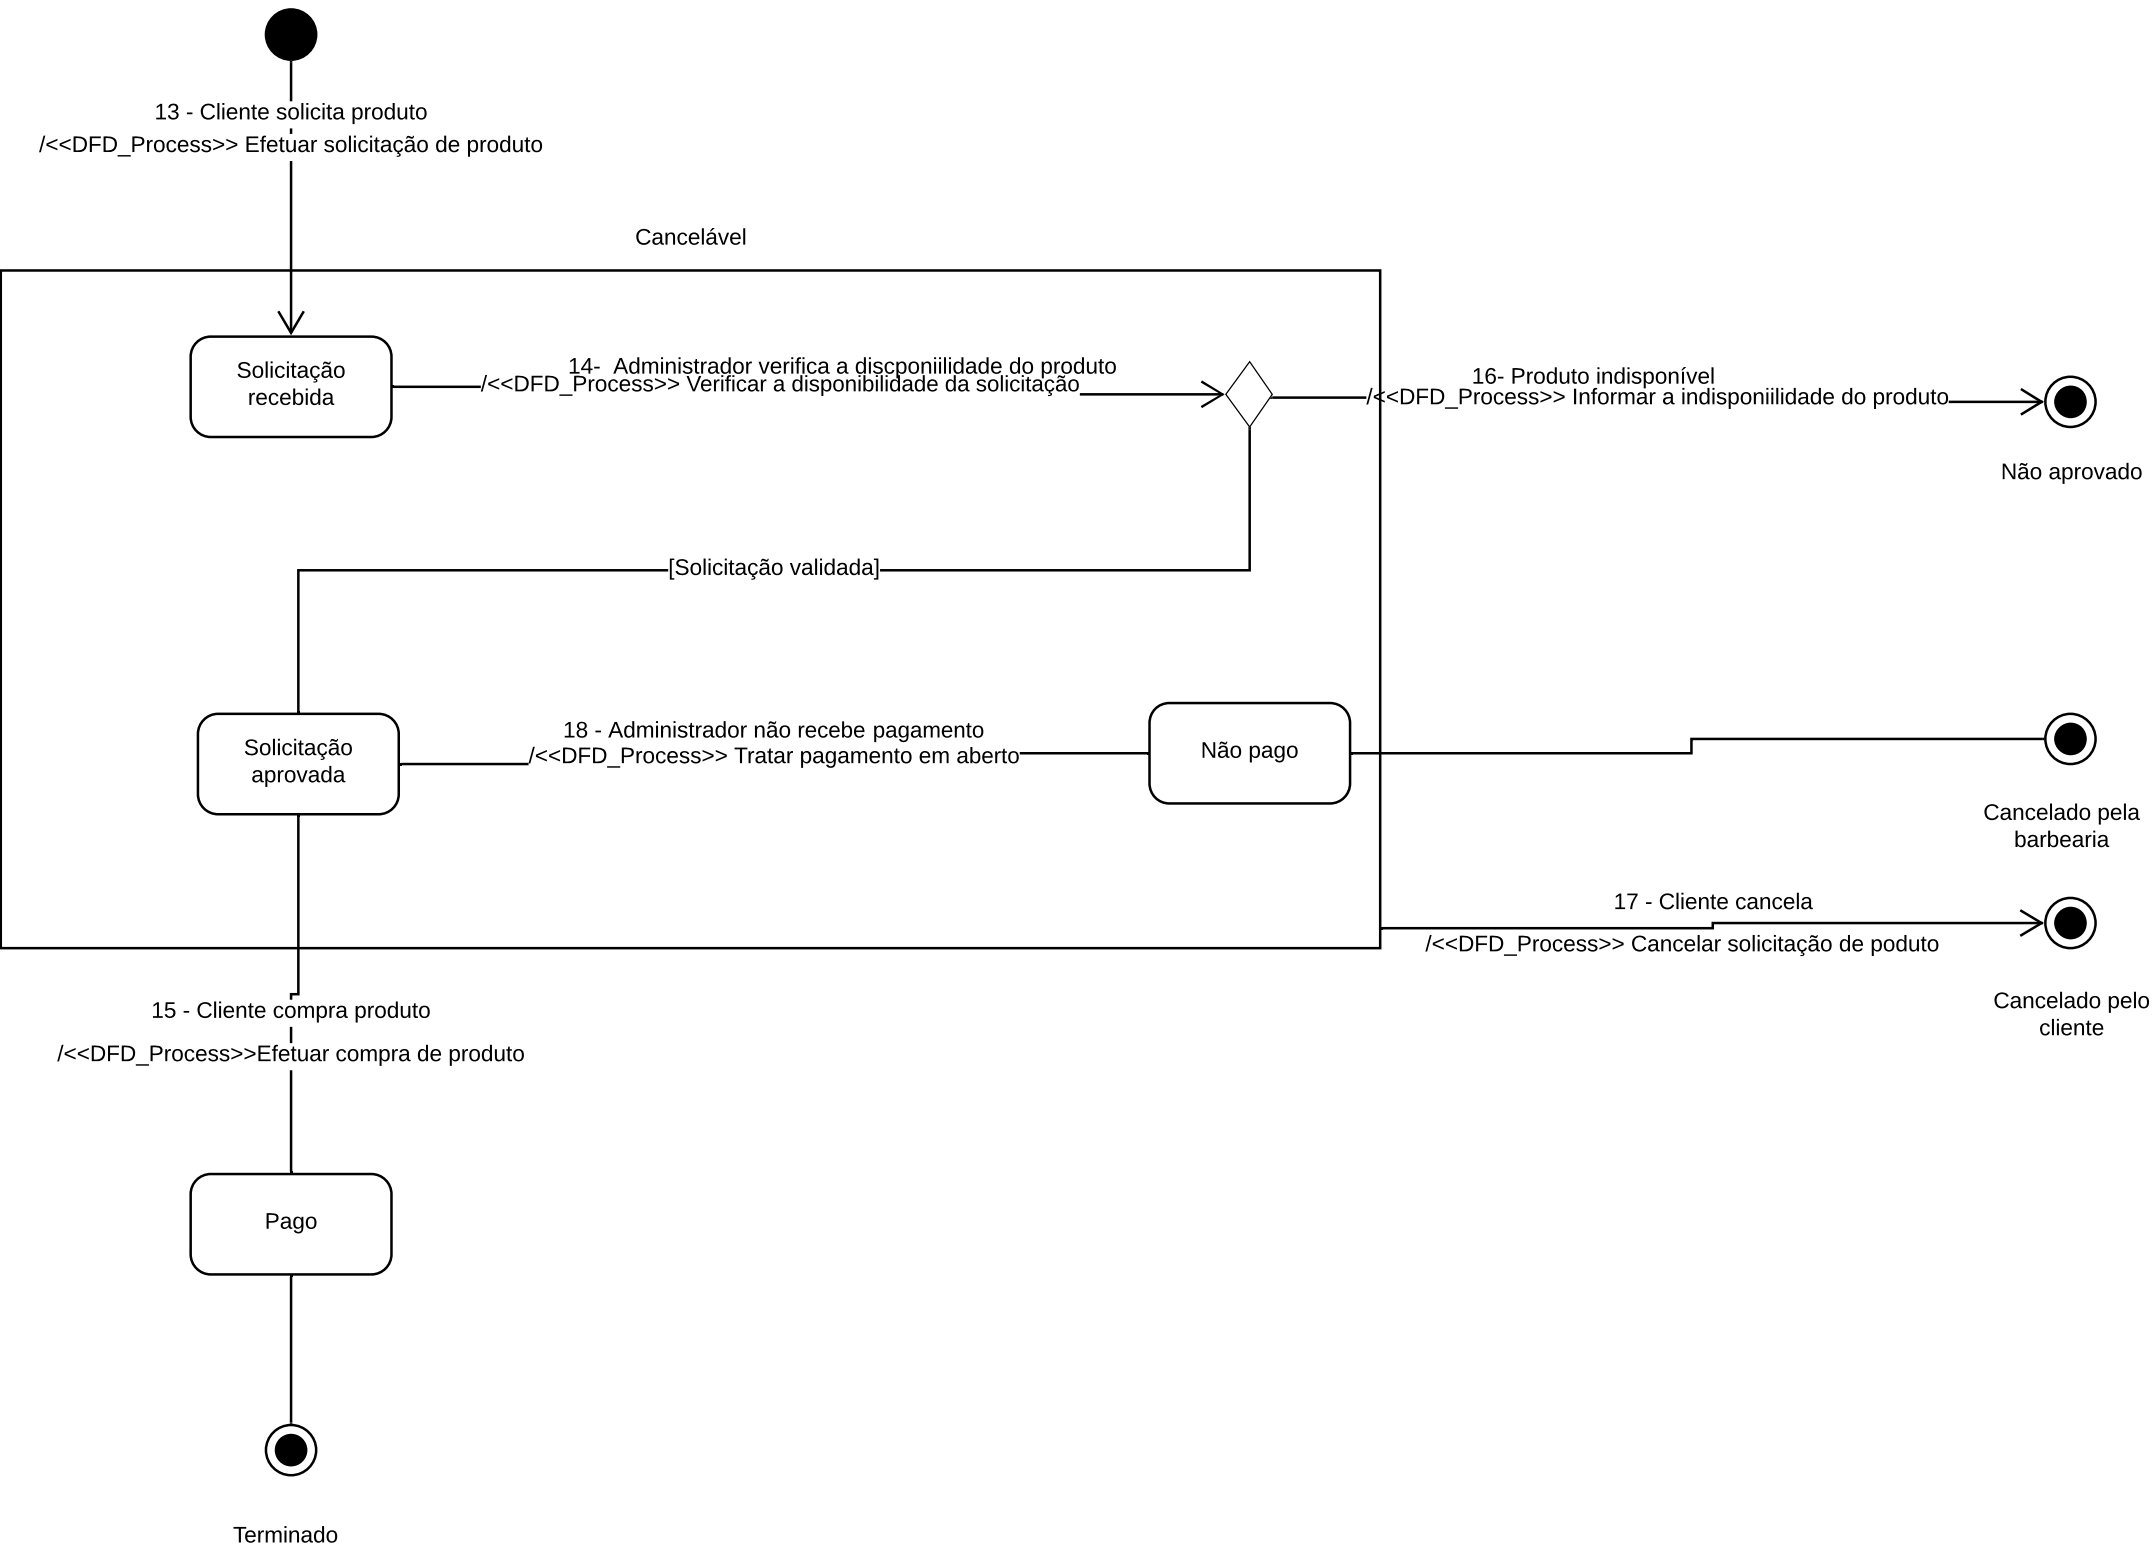 13 - Cliente solicita produto
/<<DFD_Process>> Efetuar solicitação de produto
Cancelável
Solicitação
recebida
14-  Administrador verifica a discponiilidade do produto
/<<DFD_Process>> Verificar a disponibilidade da solicitação
16- Produto indisponível
/<<DFD_Process>> Informar a indisponiilidade do produto
Não aprovado
[Solicitação validada]
Solicitação
aprovada
18 - Administrador não recebe pagamento
/<<DFD_Process>> Tratar pagamento em aberto
Não pago
Cancelado pela
barbearia
17 - Cliente cancela
/<<DFD_Process>> Cancelar solicitação de poduto
Cancelado pelo
cliente
15 - Cliente compra produto
/<<DFD_Process>>Efetuar compra de produto
Pago
Terminado